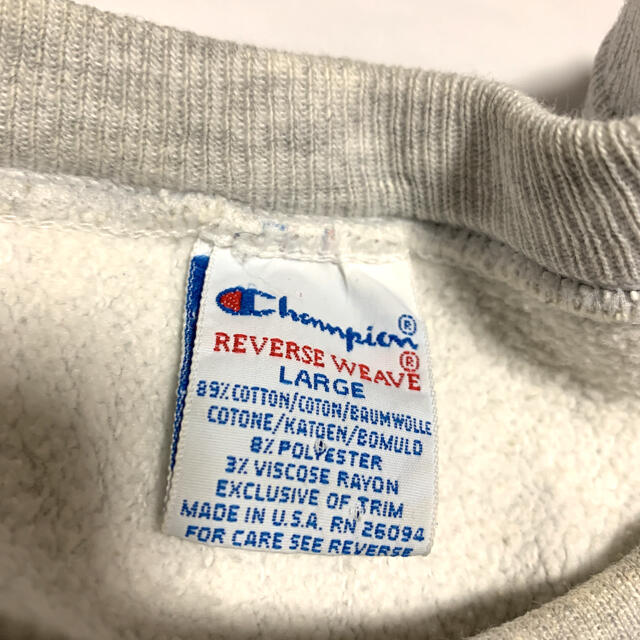 Champion®
REVERSE WEAVE®
LARGE
89% COTTON/COTON/BAUMWOLLE
COTONE/KATOEN/BOMULD
8% POLYESTER
3% VISCOSE RAYON
EXCLUSIVE OF TRIM
MADE IN U.S.A. RN 26094
FOR CARE SEE REVERSE